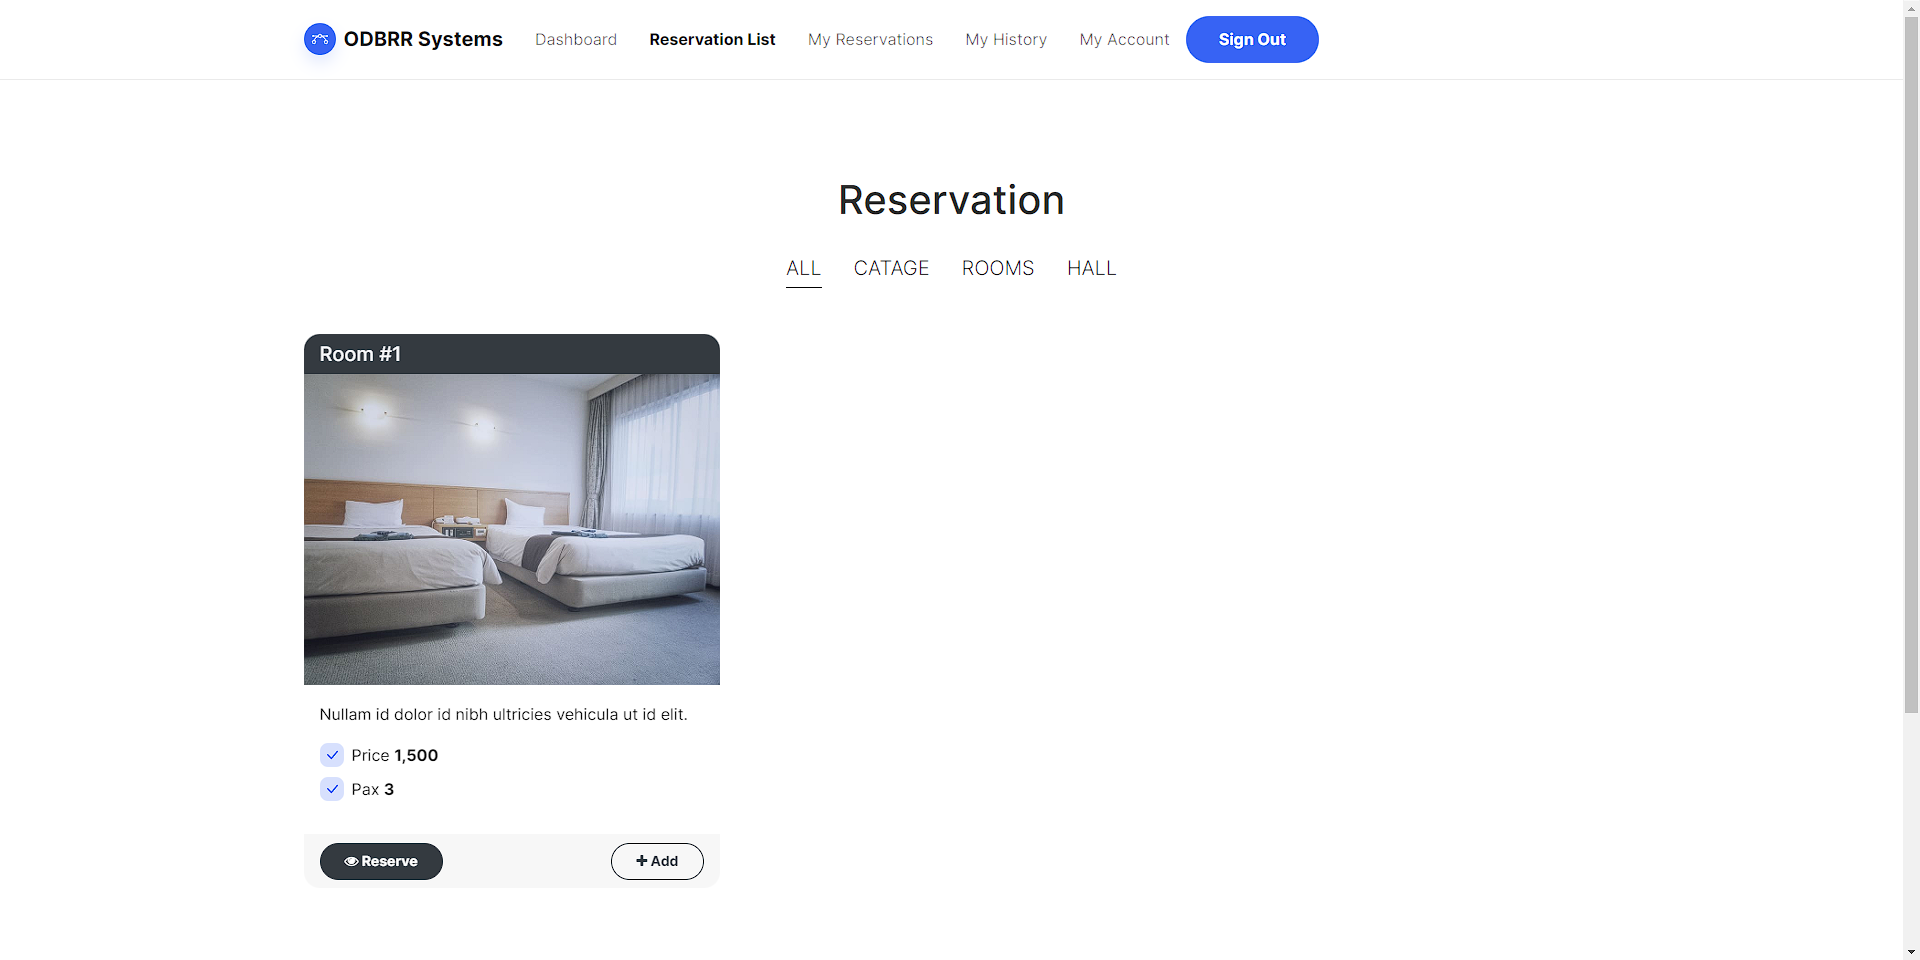 ODBRR Systems Dashboard Reservation List My Reservations My History My Account Sign Out
Reservation
ALL CATAGE ROOMS HALL
Room #1
Nullam id dolor id nibh ultricies vehicula ut id elit.
Price 1,500
Pax 3
Reserve Add